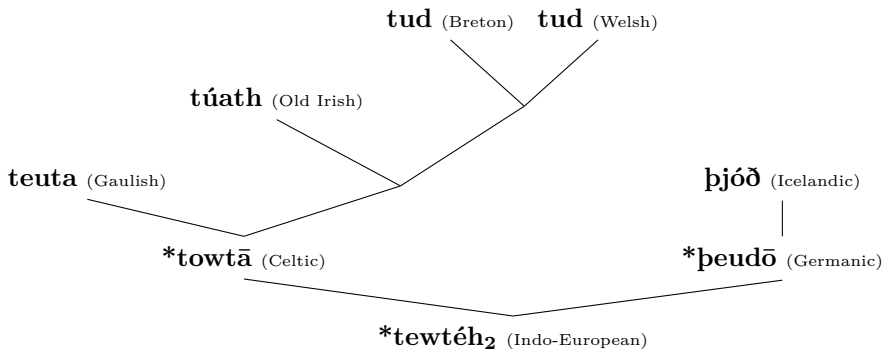 tud (Breton) tud (Welsh)
túath (Old Irish)
teuta (Gaulish) þjóð (Icelandic)
*towtā (Celtic) *þeudō (Germanic)
*tewtéh₂ (Indo-European)